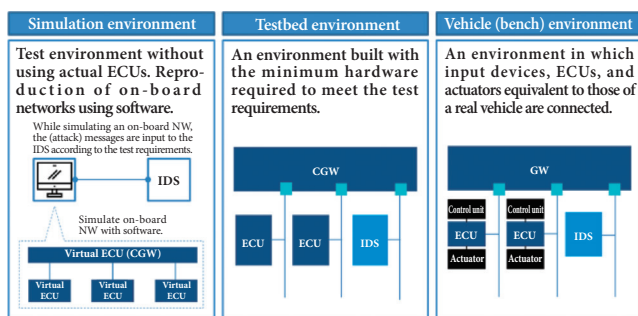 Simulation environment
Test environment without
using actual ECUs. Repro-
duction of on-board
networks using software.
While simulating an on-board NW,
the (attack) messages are input to the
IDS according to the test requirements.
IDS
Simulate on-board
NW with software.
Virtual ECU (CGW)
Virtual
ECU
Virtual
ECU
Virtual
ECU
Testbed environment
An environment built with
the minimum hardware
required to meet the test
requirements.
CGW
ECU
ECU
IDS
Vehicle (bench) environment
An environment in which
input devices, ECUs, and
actuators equivalent to those of
a real vehicle are connected.
GW
Control unit
ECU
Actuator
Control unit
ECU
Actuator
IDS